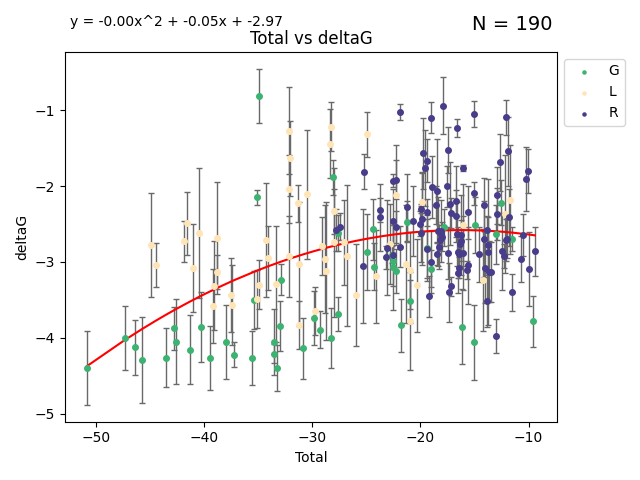 y = -0.00x^2 + -0.05x + -2.97
N = 190
Total vs deltaG
G
L
R
−1
−2
−3
−4
−5
deltaG
−50
−40
−30
−20
−10
Total